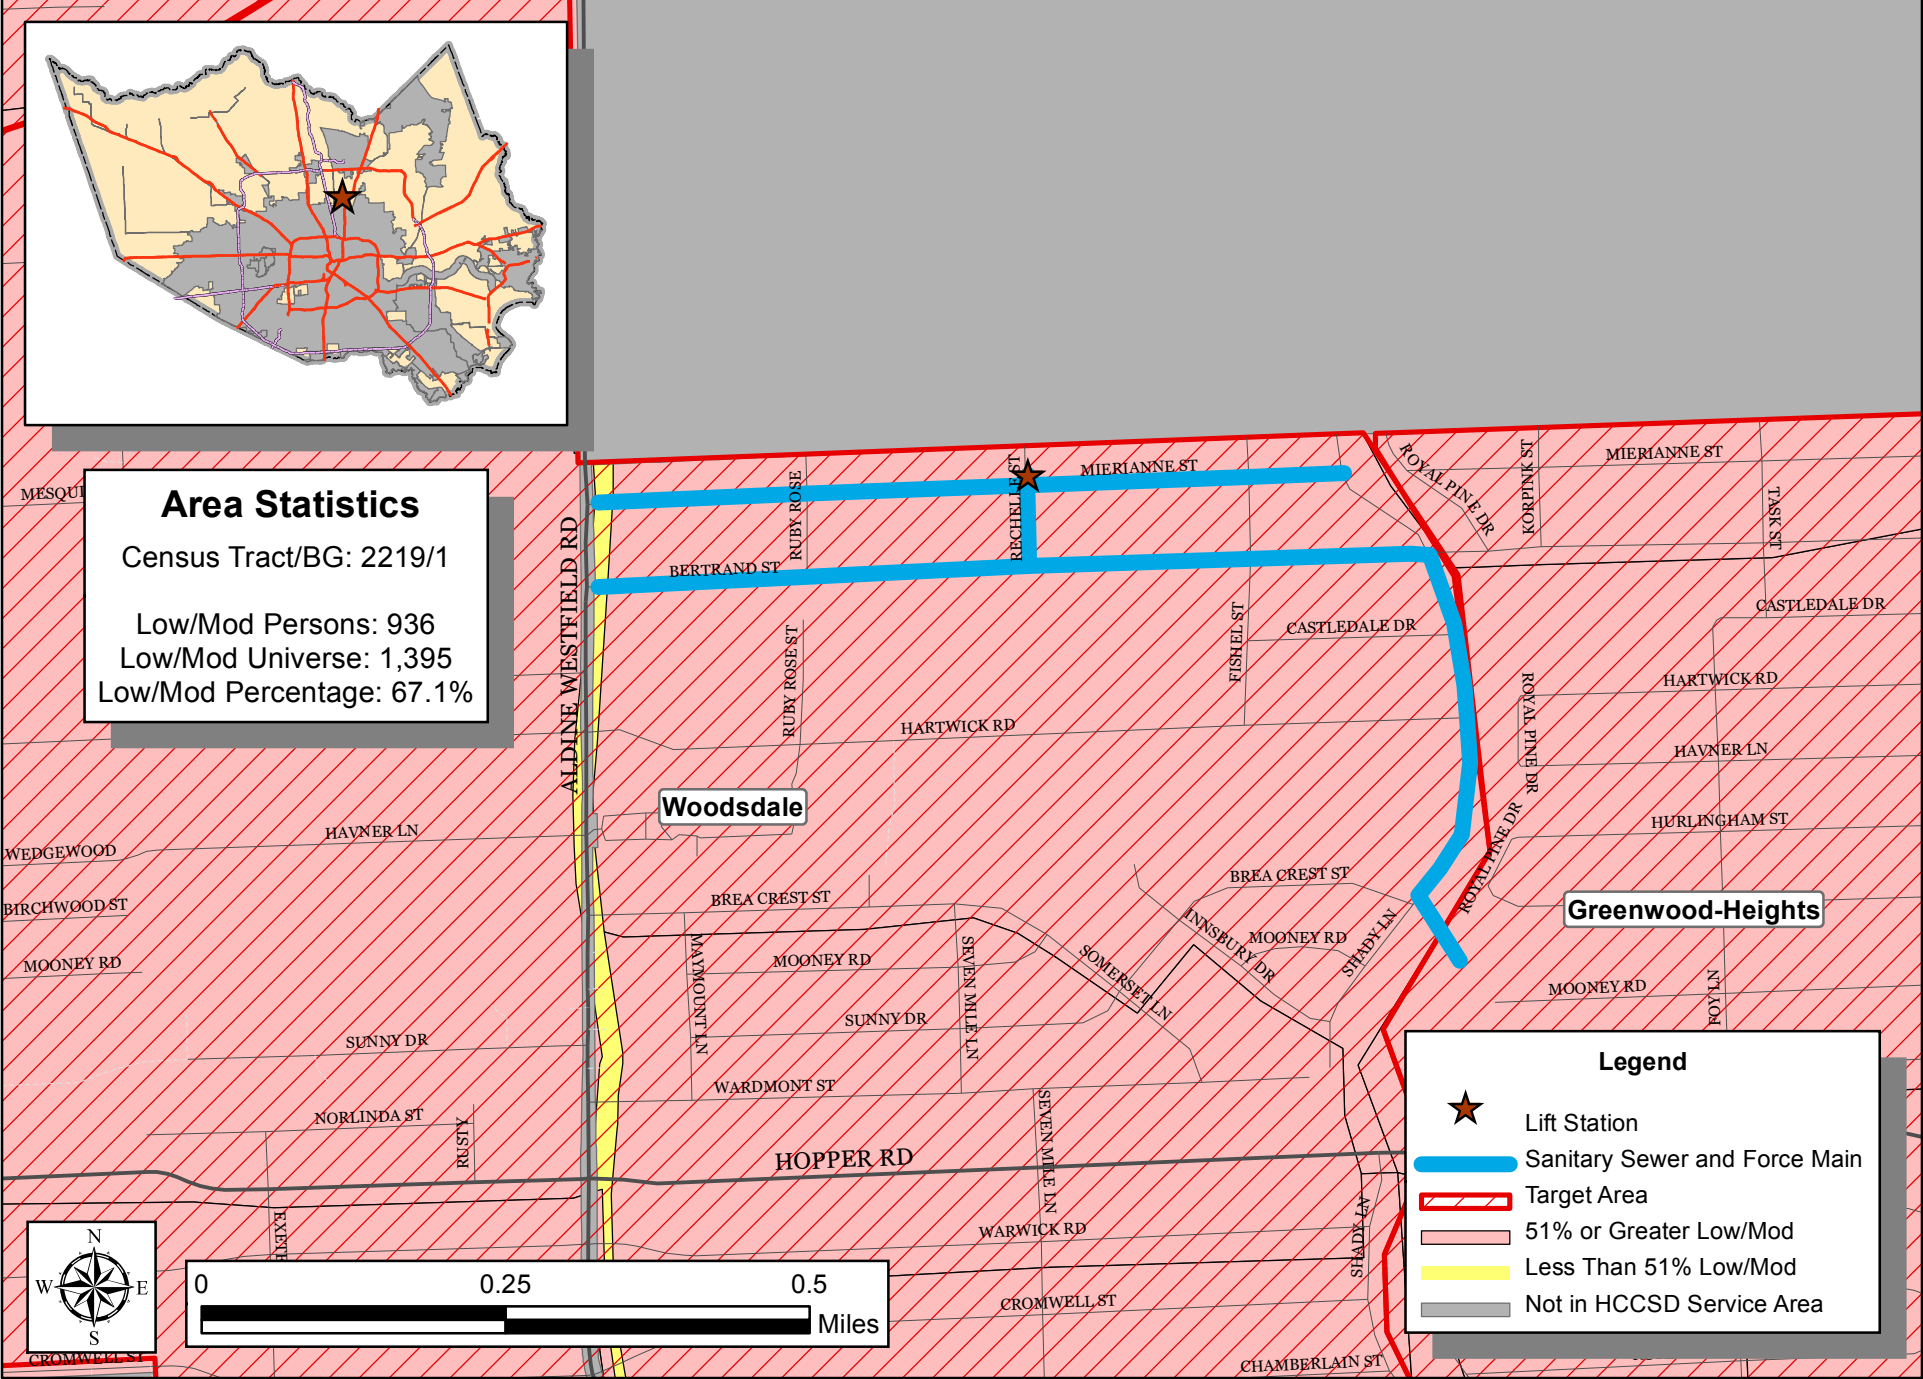 Area Statistics
Census Tract/BG: 2219/1
Low/Mod Persons: 936
Low/Mod Universe: 1,395
Low/Mod Percentage: 67.1%
MESQUI
ALDINE WESTFIELD RD
RUBY ROSE
RECHELLE ST
MIERIANNE ST
ROYAL PINE DR
KORPINK ST
MIERIANNE ST
TASK ST
BERTRAND ST
CASTLEDALE DR
FISHEL ST
CASTLEDALE DR
RUBY ROSE ST
HARTWICK RD
ROYAL PINE DR
HARTWICK RD
HAVNER LN
Woodsdale
HAVNER LN
WEDGEWOOD
HURLINGHAM ST
ROYAL PINE DR
BIRCHWOOD ST
BREA CREST ST
BREA CREST ST
Greenwood-Heights
INNSBURY DR
MOONEY RD
SHADY LN
MOONEY RD
MAYMOUNT LN
MOONEY RD
SEVEN MILE LN
SOMERSET LN
MOONEY RD
FOY LN
SUNNY DR
SUNNY DR
WARDMONT ST
NORLINDA ST
RUSTY
HOPPER RD
SEVEN MILE LN
SHADY LN
EXETE
WARWICK RD
CROMWELL ST
CROMWELL ST
CHAMBERLAIN ST
N
W
E
S
0
0.25
0.5
Miles
Legend
Lift Station
Sanitary Sewer and Force Main
Target Area
51% or Greater Low/Mod
Less Than 51% Low/Mod
Not in HCCSD Service Area